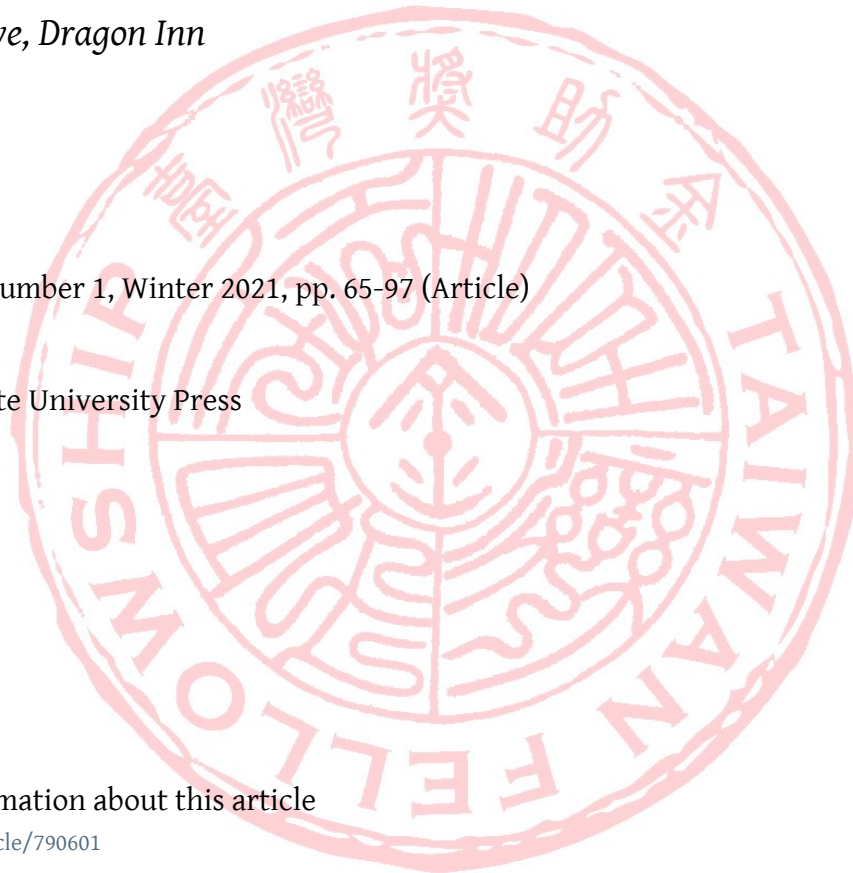 ve, Dragon Inn
臺灣獎助金
umber 1, Winter 2021, pp. 65-97 (Article)
te University Press
TAIWAN FELLOWSHIP
mation about this article
cle/790601